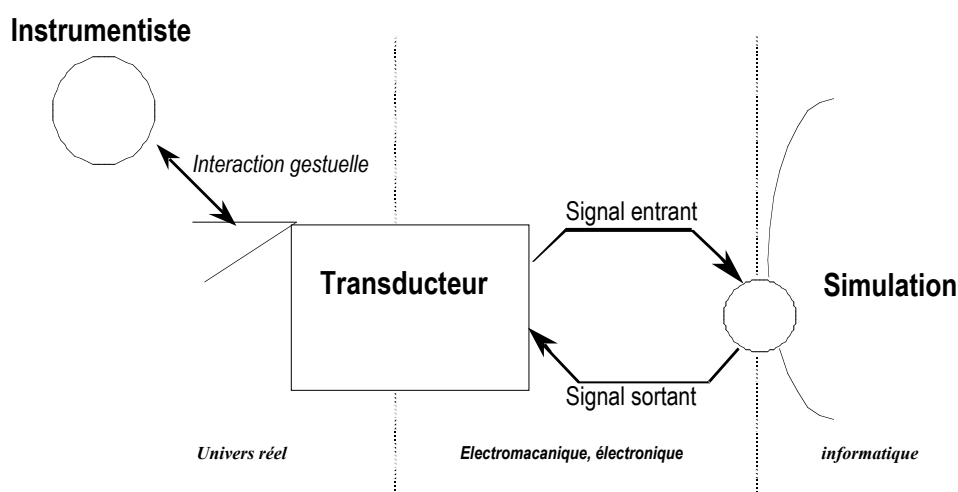 Instrumentiste
Interaction gestuelle
Signal entrant
Transducteur
Simulation
Signal sortant
Univers réel
Electromacanique, électronique
informatique